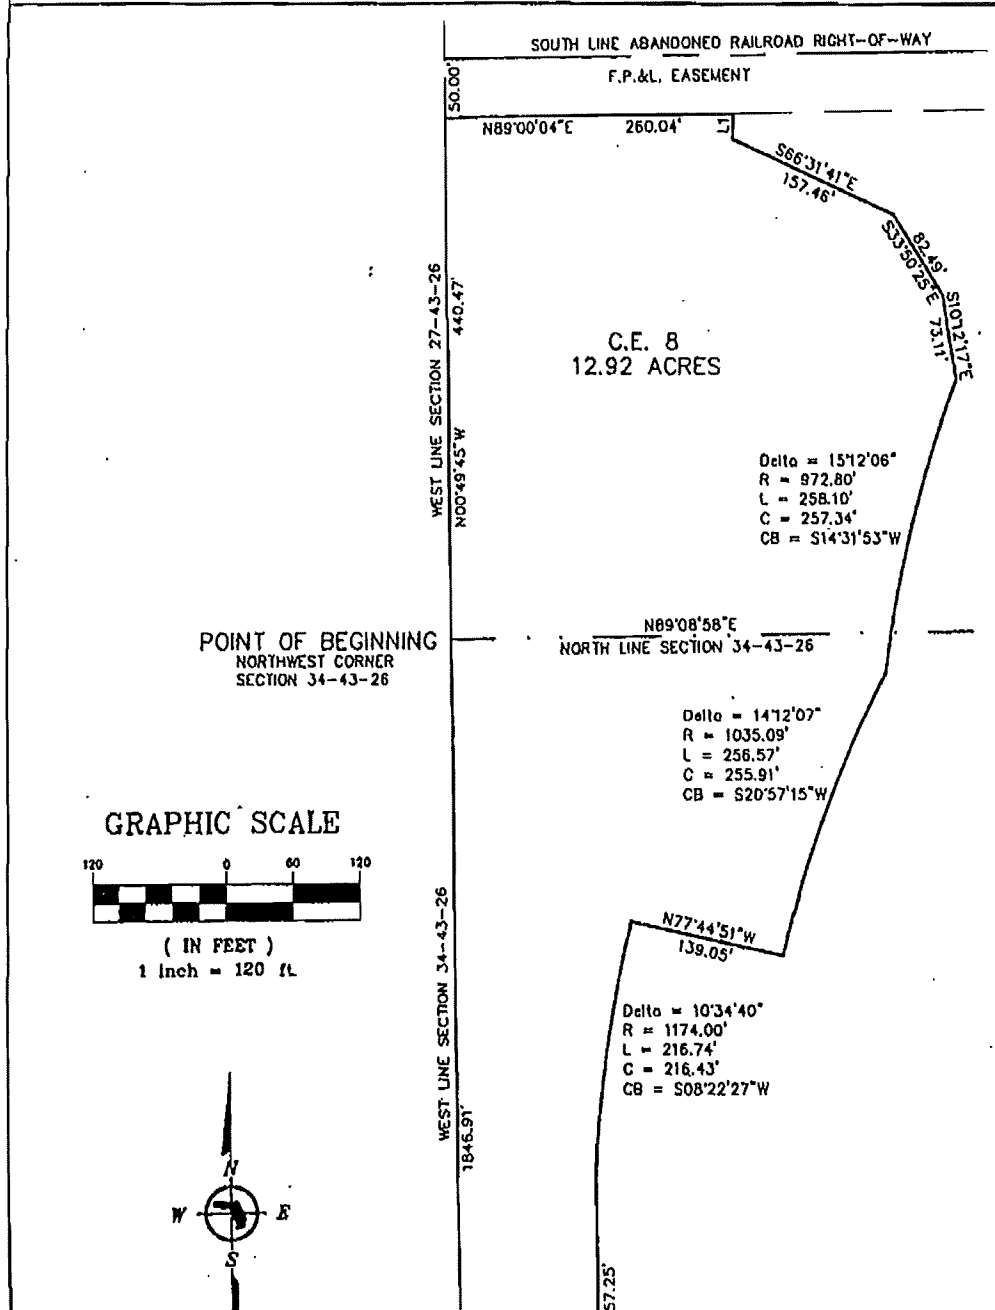 SOUTH LINE ABANDONED RAILROAD RIGHT-OF-WAY
50.00'
F.P.&L. EASEMENT
N89°00'04"E
260.04'
L1
S66°31'41"E
157.46'
82.49'
S33°50'25"E
S10°12'17"E
73.11'
WEST LINE SECTION 27-43-26
440.47'
N00°49'45"W
C.E. 8
12.92 ACRES
Delta = 15°12'06"
R = 972.80'
L = 258.10'
C = 257.34'
CB = S14°31'53"W
N89°08'58"E
NORTH LINE SECTION 34-43-26
POINT OF BEGINNING
NORTHWEST CORNER
SECTION 34-43-26
Delta = 14°12'07"
R = 1035.09'
L = 256.57'
C = 255.91'
CB = S20°57'15"W
GRAPHIC SCALE
120 0 60 120
( IN FEET )
1 inch = 120 ft.
WEST LINE SECTION 34-43-26
1846.91'
N77°44'51"W
139.05'
Delta = 10°34'40"
R = 1174.00'
L = 216.74'
C = 216.43'
CB = S08°22'27"W
N
W E
S
57.25'